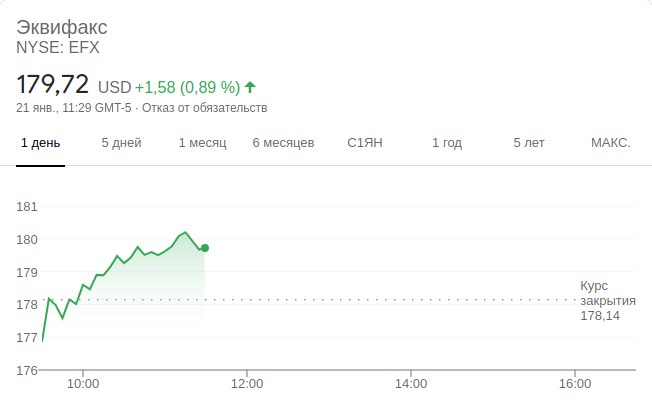 Эквифакс
NYSE: EFX
179,72 USD +1,58 (0,89 %)
21 янв., 11:29 GMT-5 · Отказ от обязательств
1 день 5 дней 1 месяц 6 месяцев С1ЯН 1 год 5 лет МАКС.
181
180
179
178
177
176
Курс
закрытия
178,14
10:00 12:00 14:00 16:00